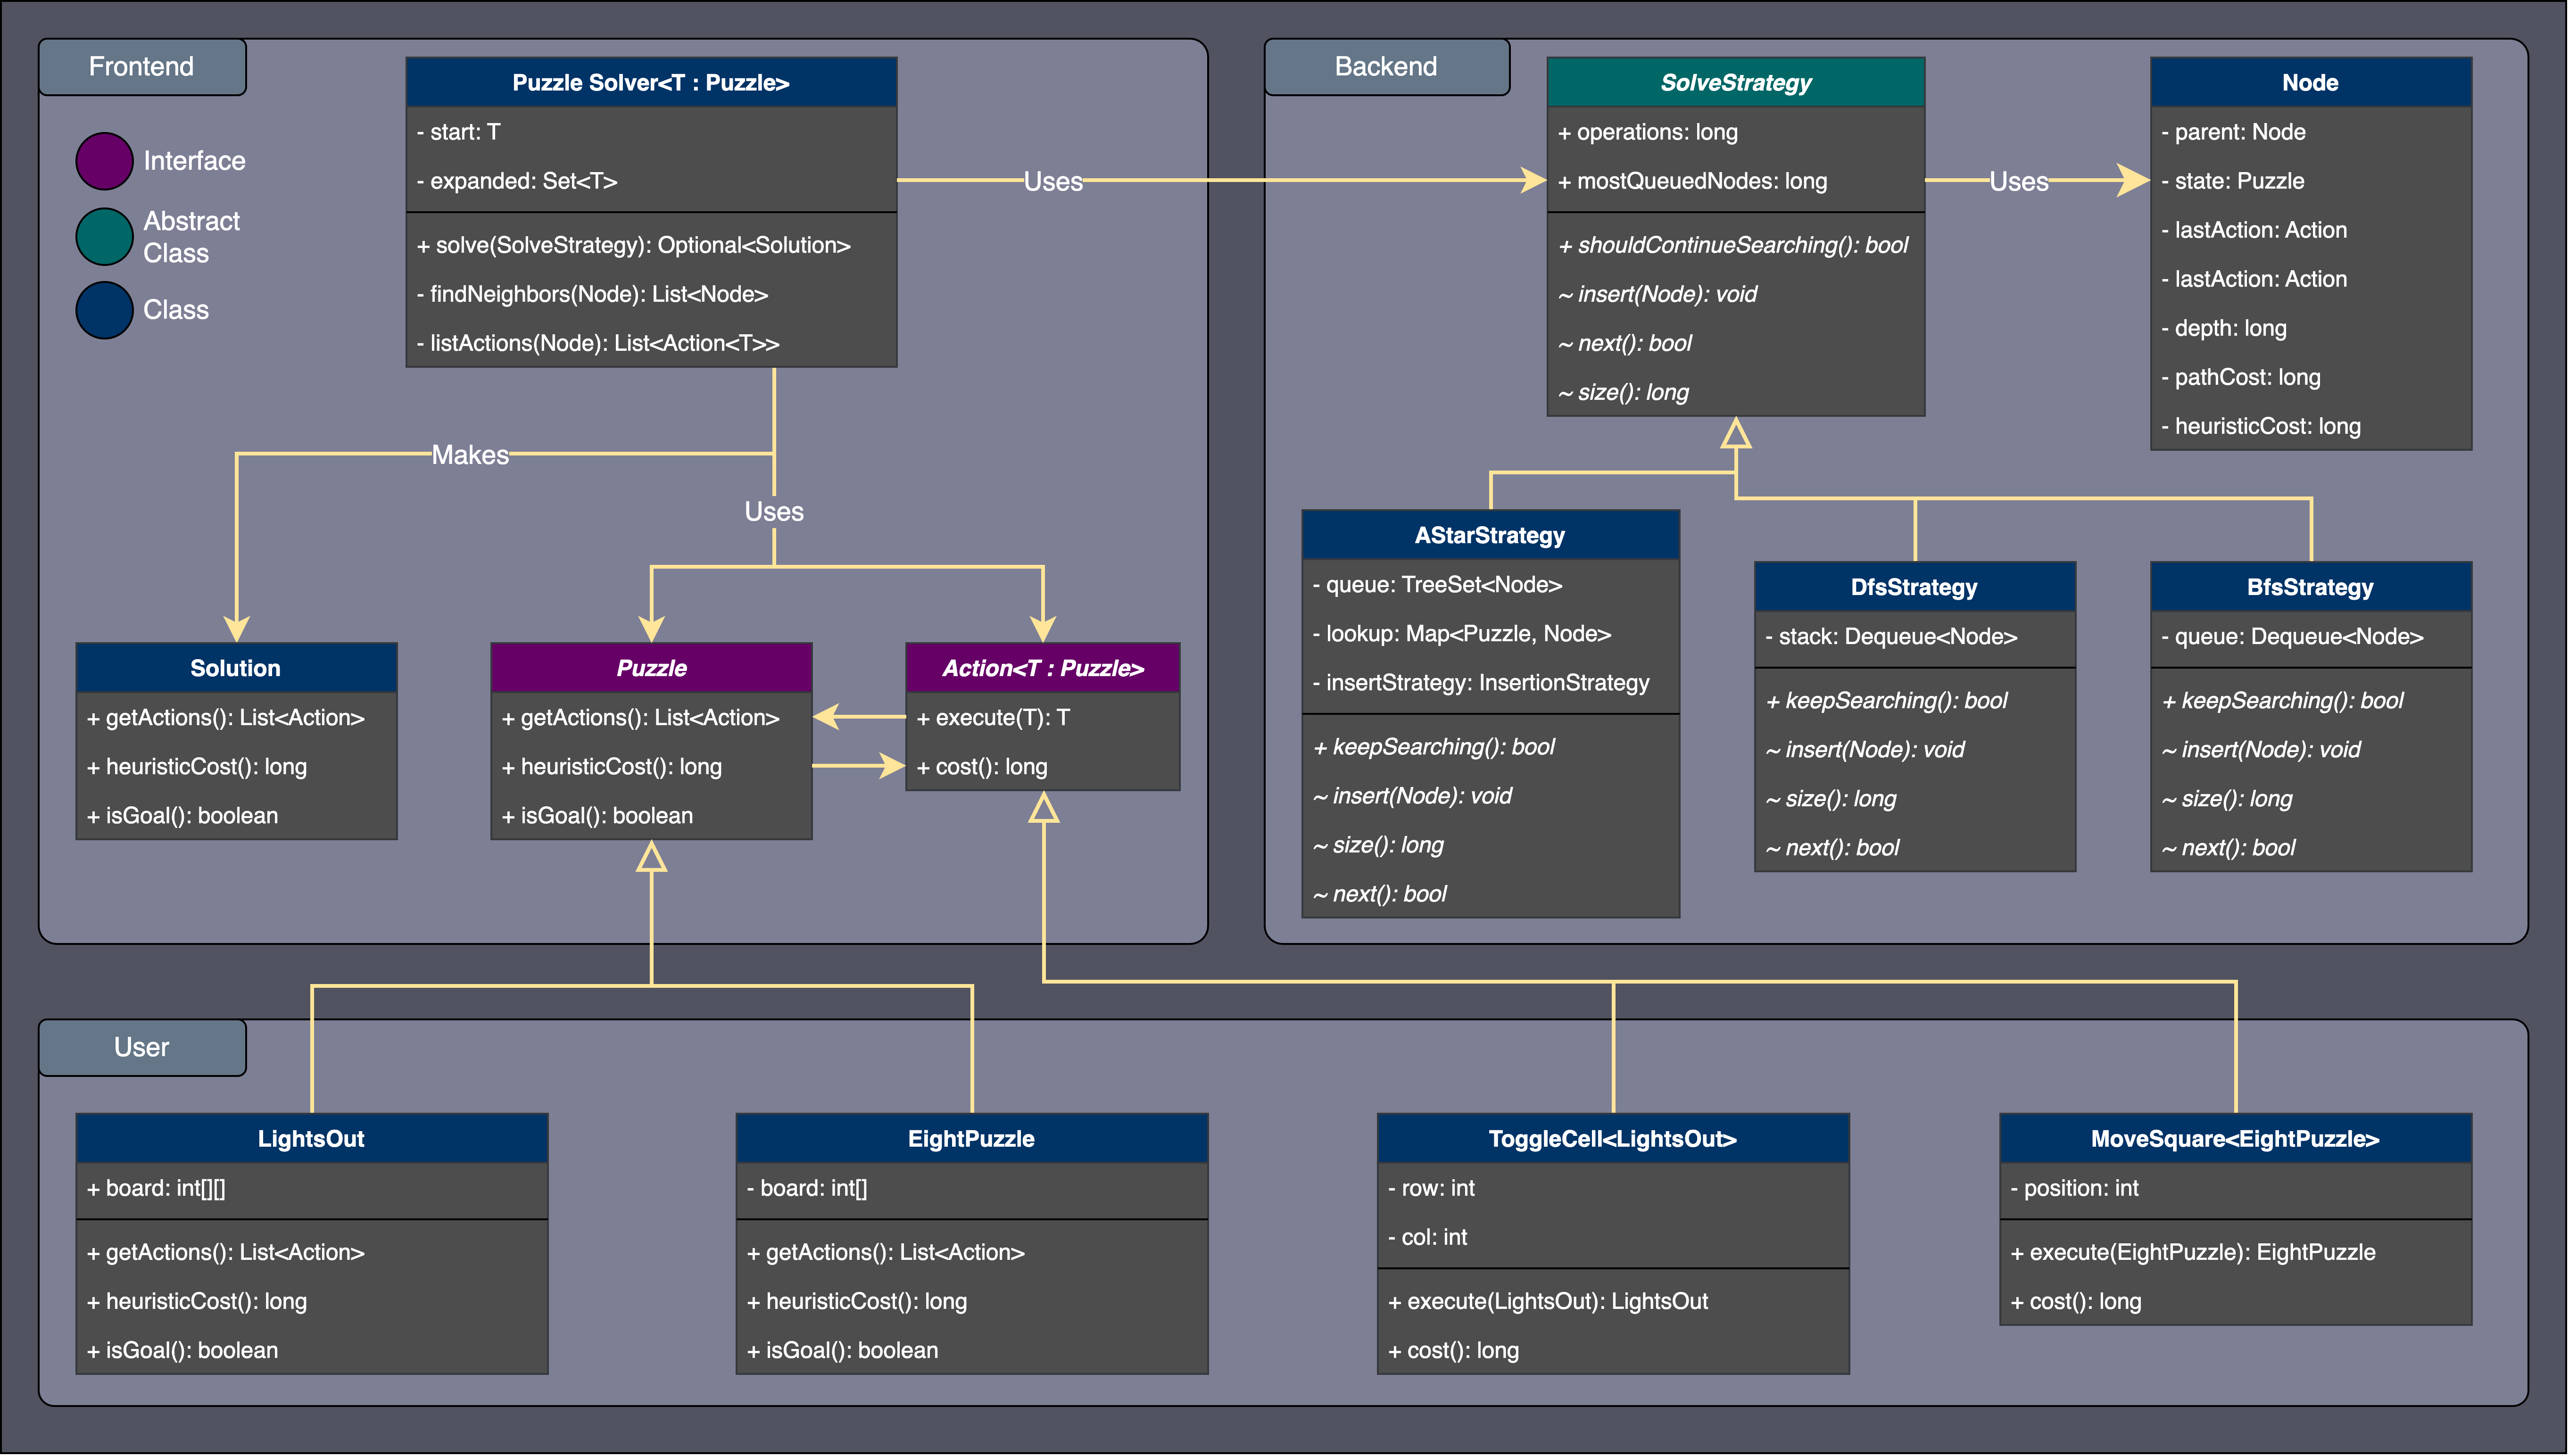 Frontend
Interface
Abstract
Class
Class
Puzzle Solver<T : Puzzle>
- start: T
- expanded: Set<T>
+ solve(SolveStrategy): Optional<Solution>
- findNeighbors(Node): List<Node>
- listActions(Node): List<Action<T>>
Uses
Makes
Uses
Solution
+ getActions(): List<Action>
+ heuristicCost(): long
+ isGoal(): boolean
Puzzle
+ getActions(): List<Action>
+ heuristicCost(): long
+ isGoal(): boolean
Action<T : Puzzle>
+ execute(T): T
+ cost(): long
Backend
SolveStrategy
+ operations: long
+ mostQueuedNodes: long
+ shouldContinueSearching(): bool
~ insert(Node): void
~ next(): bool
~ size(): long
Uses
Node
- parent: Node
- state: Puzzle
- lastAction: Action
- lastAction: Action
- depth: long
- pathCost: long
- heuristicCost: long
AStarStrategy
- queue: TreeSet<Node>
- lookup: Map<Puzzle, Node>
- insertStrategy: InsertionStrategy
+ keepSearching(): bool
~ insert(Node): void
~ size(): long
~ next(): bool
DfsStrategy
- stack: Dequeue<Node>
+ keepSearching(): bool
~ insert(Node): void
~ size(): long
~ next(): bool
BfsStrategy
- queue: Dequeue<Node>
+ keepSearching(): bool
~ insert(Node): void
~ size(): long
~ next(): bool
User
LightsOut
+ board: int[][]
+ getActions(): List<Action>
+ heuristicCost(): long
+ isGoal(): boolean
EightPuzzle
- board: int[]
+ getActions(): List<Action>
+ heuristicCost(): long
+ isGoal(): boolean
ToggleCell<LightsOut>
- row: int
- col: int
+ execute(LightsOut): LightsOut
+ cost(): long
MoveSquare<EightPuzzle>
- position: int
+ execute(EightPuzzle): EightPuzzle
+ cost(): long